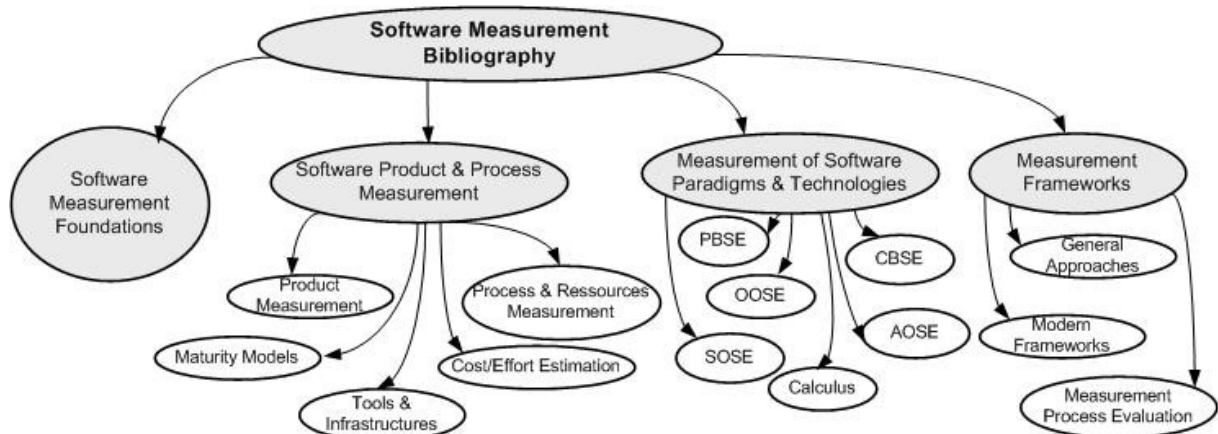 Software Measurement
Bibliography
Software
Measurement
Foundations
Software Product & Process
Measurement
Measurement of Software
Paradigms & Technologies
Measurement
Frameworks
Product
Measurement
Process & Ressources
Measurement
Maturity Models
Cost/Effort Estimation
Tools &
Infrastructures
PBSE
CBSE
OOSE
SOSE
AOSE
Calculus
General
Approaches
Modern
Frameworks
Measurement
Process Evaluation